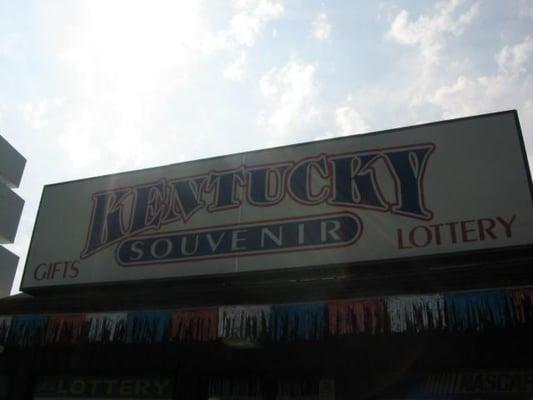 KENTUCKY
SOUVENIR
GIFTS
LOTTERY
LOTTERY
NASCAR